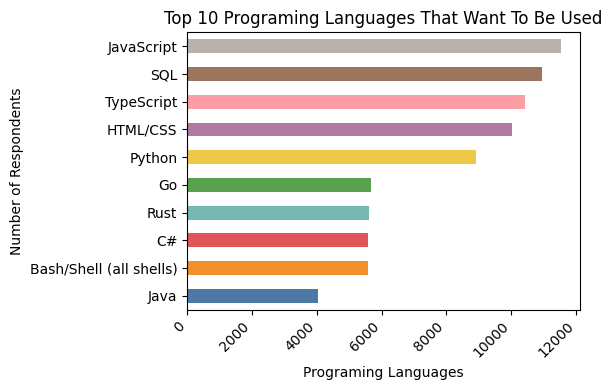 Top 10 Programing Languages That Want To Be Used
JavaScript
SQL
TypeScript
HTML/CSS
Python
Go
Rust
C#
Bash/Shell (all shells)
Java
Number of Respondents
0
2000
4000
6000
8000
10000
12000
Programing Languages